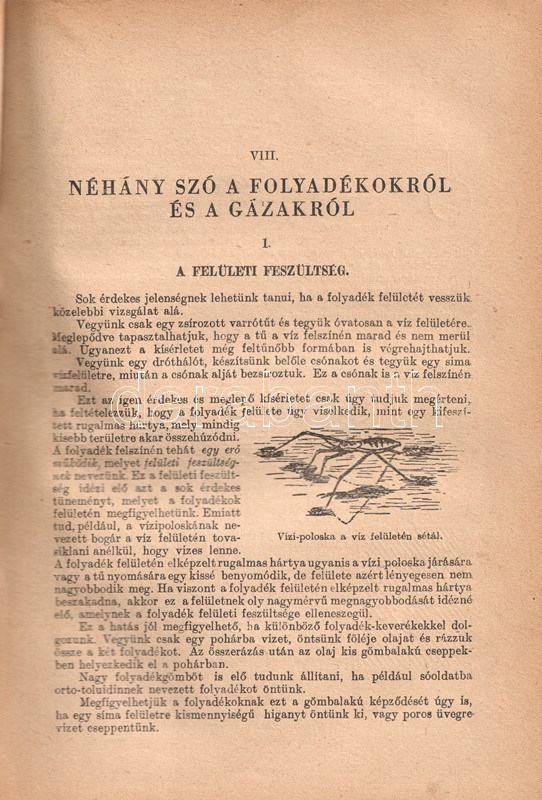 VIII.
NÉHÁNY SZÓ A FOLYADÉKOKRÓL
ÉS A GÁZAKRÓL
1.
A FELÜLETI FESZÜLTSÉG.
Sok érdekes jelenségnek lehetünk tanui, ha a folyadék felületét vesszük
közelebbi vizsgálat alá.
Vegyünk csak egy zsírozott varrótűt és tegyük óvatosan a víz felületére.
Meglepődve tapasztalhatjuk, hogy a tű a víz felszínén marad és nem merül
alá. Ugyanezt a kísérletet még feltűnőbb formában is végrehajthatjuk.
Vegyünk egy dróthálót, készítsünk belőle csónakot és tegyük egy sima
vízfelületre, miután a csónak alját bezsíroztuk. Ez a csónak is a víz felszínén
marad.
Ezt az igen érdekes és meglepő kísérletet csak úgy tudjuk megérteni,
ha feltételezzük, hogy a folyadék felülete úgy viselkedik, mint egy kifeszí-
tett rugalmas hártya, mely mindig
kisebb területre akar összehúzódni.
A folyadék felszínén tehát egy erő
működik, melyet felületi feszültség-
nek nevezünk. Ez a felületi feszült-
ség idézi elő azt a sok érdekes
tüneményt, melyet a folyadékok
felületén megfigyelhetünk. Emiatt
tud, például, a vízipoloskának ne-
vezett bogár a víz felületén tova-
siklani anélkül, hogy vizes lenne.
Vízi-poloska a víz felületén sétál.
A folyadék felületén elképzelt rugalmas hártya ugyanis a vízi poloska járására
vagy a tű nyomására egy kissé benyomódik, de felülete azért lényegesen nem
nagyobbodik meg. Ha viszont a folyadék felületén elképzelt rugalmas hártya
beszakadna, akkor ez a felületnek oly nagymérvű megnagyobbodását idézné
elő, amelynek a folyadék felületi feszültsége elleneszegül.
Ez a hatás jól megfigyelhető, ha különböző folyadék-keverékekkel dol-
gozunk. Vegyünk csak egy pohárba vizet, öntsünk föléje olajat és rázzuk
össze a két folyadékot. Az összerázás után az olaj kis gömbalakú cseppek-
ben helyezkedik el a pohárban.
Nagy folyadékgömböt is elő tudunk állítani, ha például sóoldatba
orto-toluidinnek nevezett folyadékot öntünk.
Megfigyelhetjük a folyadékoknak ezt a gömbalakú képződését úgy is,
ha egy sima felületre kismennyiségű higanyt öntünk ki, vagy poros üvegre
vizet cseppentünk.
darabanth